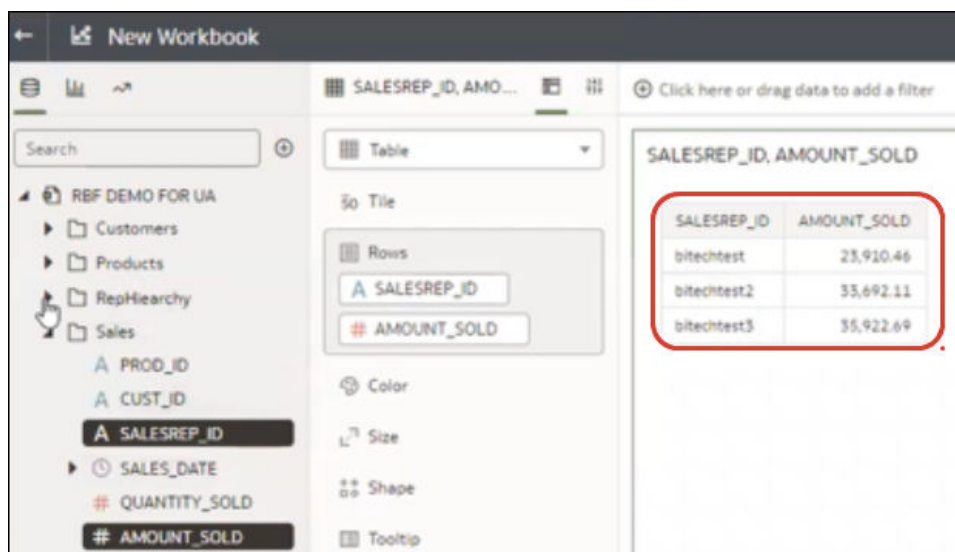 New Workbook
SALESREP_ID, AMO...
Click here or drag data to add a filter
Search
RBF DEMO FOR UA
Customers
Products
RepHiearchy
Sales
A PROD_ID
A CUST_ID
A SALESREP_ID
SALES_DATE
# QUANTITY_SOLD
# AMOUNT_SOLD
Table
Tile
Rows
A SALESREP_ID
# AMOUNT_SOLD
Color
Size
Shape
Tooltip
SALESREP_ID, AMOUNT_SOLD
SALESREP_ID AMOUNT_SOLD
bitechtest 23,910.46
bitechtest2 33,692.11
bitechtest3 35,922.69